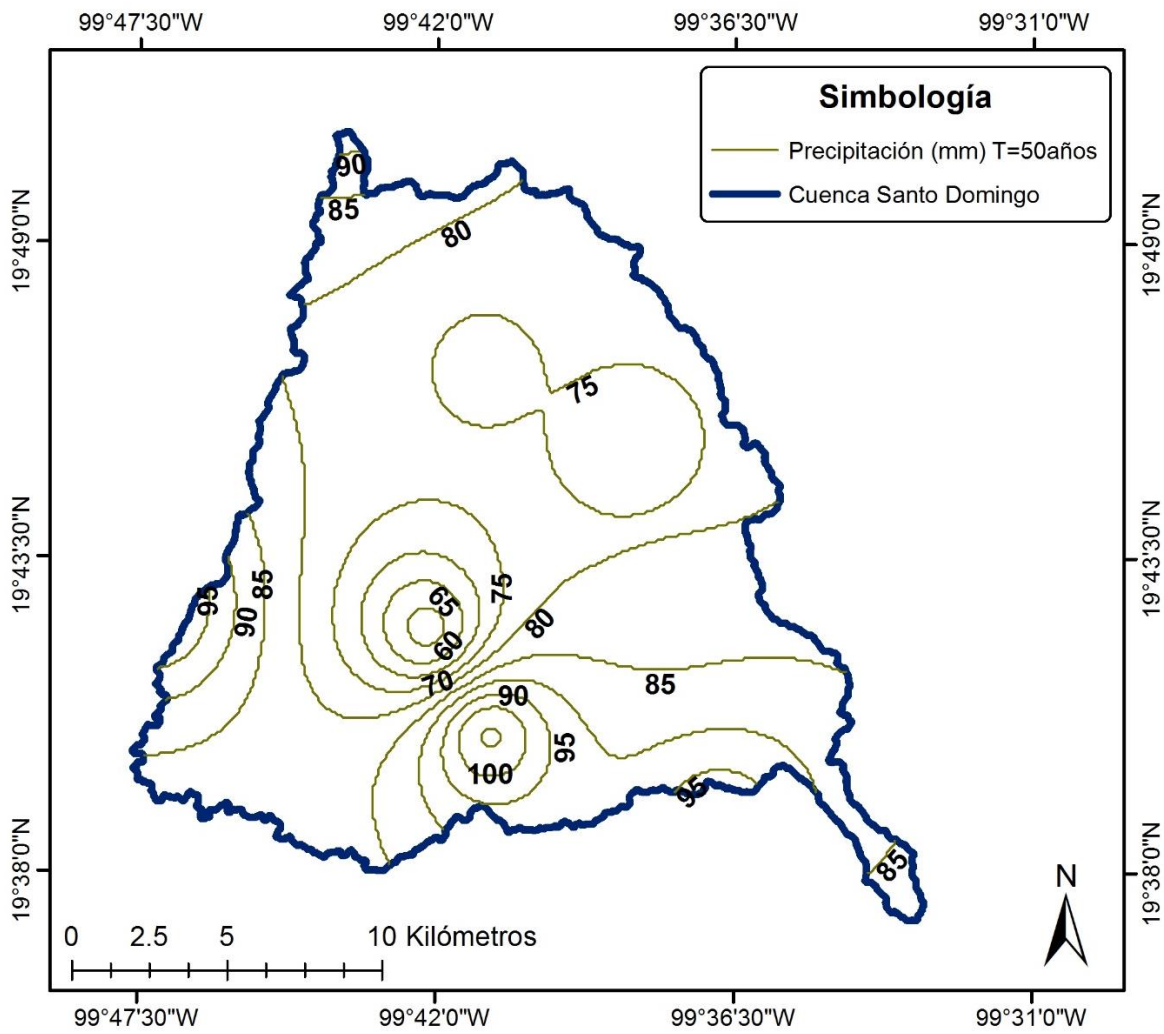 99°47'30"W 99°42'0"W 99°36'30"W 99°31'0"W
Simbología
Precipitación (mm) T=50años
Cuenca Santo Domingo
90
85
80
19°49'0"N 19°49'0"N
75
19°43'30"N 19°43'30"N
75
85
95
65
90
80
60
70
85
90
95
100
95
85
19°38'0"N 19°38'0"N
N
0 2.5 5 10 Kilómetros
99°47'30"W 99°42'0"W 99°36'30"W 99°31'0"W